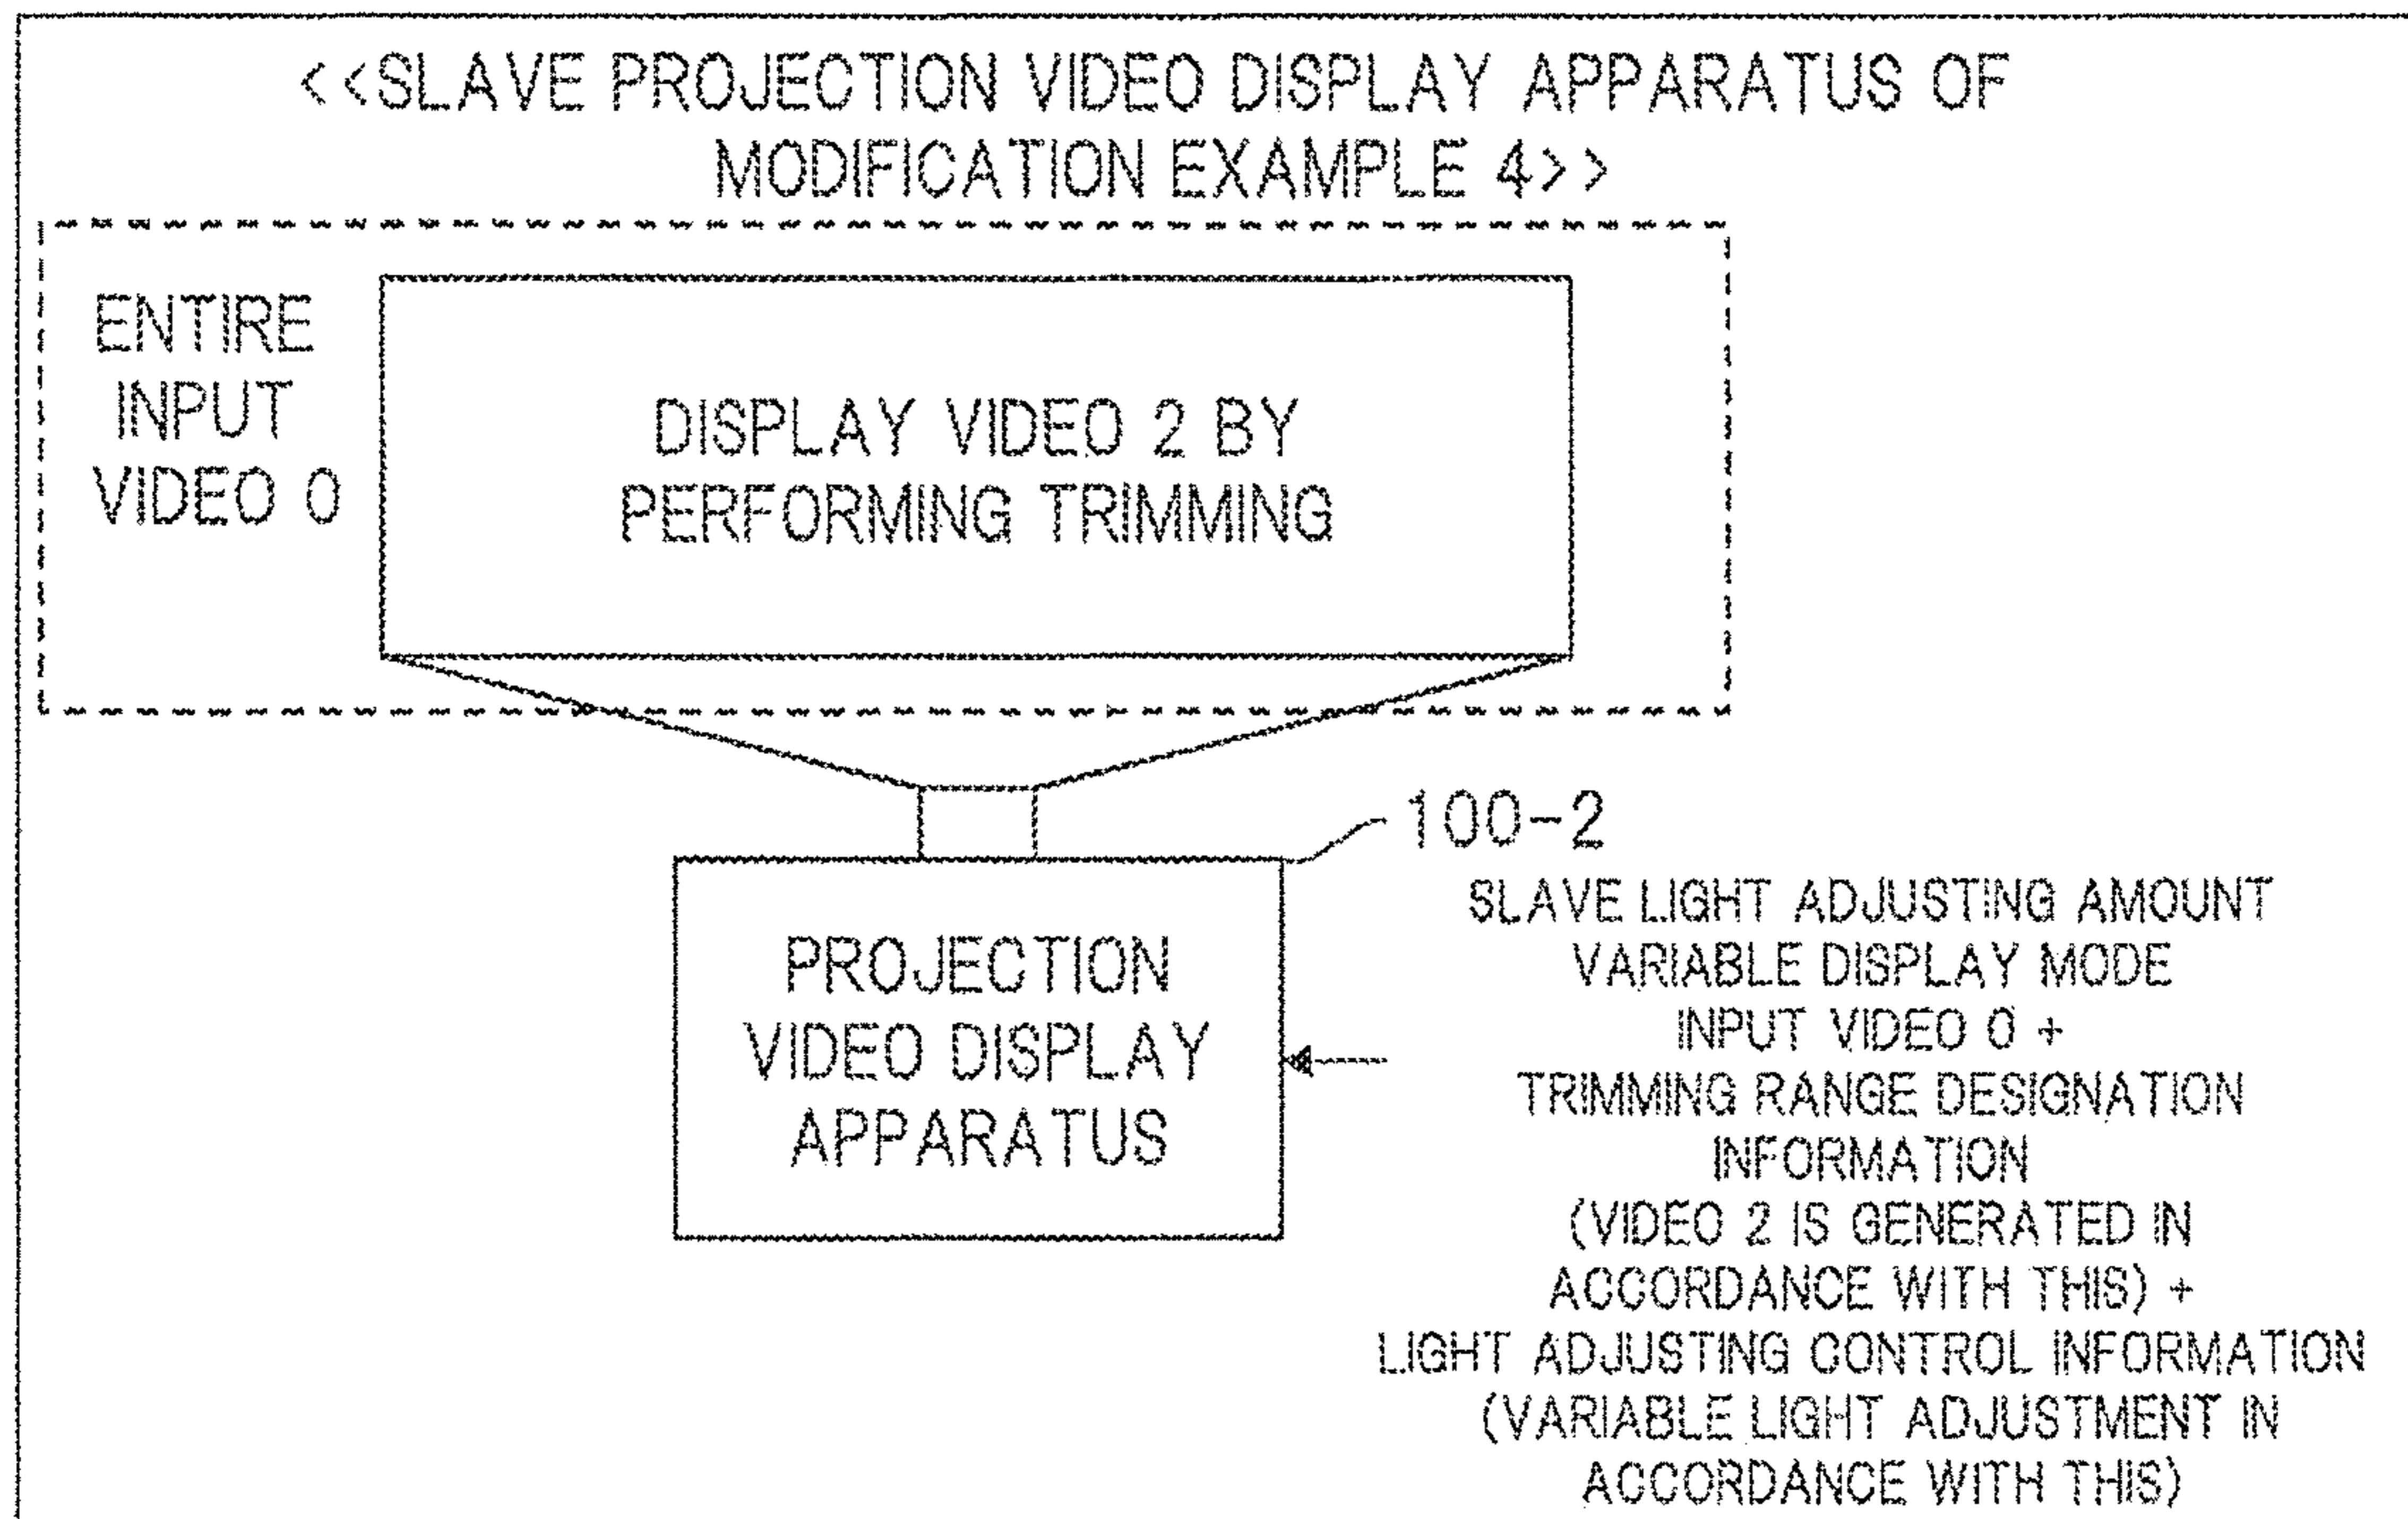 <<SLAVE PROJECTION VIDEO DISPLAY APPARATUS OF
MODIFICATION EXAMPLE 4>>
ENTIRE
INPUT
VIDEO 0
DISPLAY VIDEO 2 BY
PERFORMING TRIMMING
100-2
PROJECTION
VIDEO DISPLAY
APPARATUS
SLAVE LIGHT ADJUSTING AMOUNT
VARIABLE DISPLAY MODE
INPUT VIDEO 0 +
TRIMMING RANGE DESIGNATION
INFORMATION
(VIDEO 2 IS GENERATED IN
ACCORDANCE WITH THIS) +
LIGHT ADJUSTING CONTROL INFORMATION
(VARIABLE LIGHT ADJUSTMENT IN
ACCORDANCE WITH THIS)